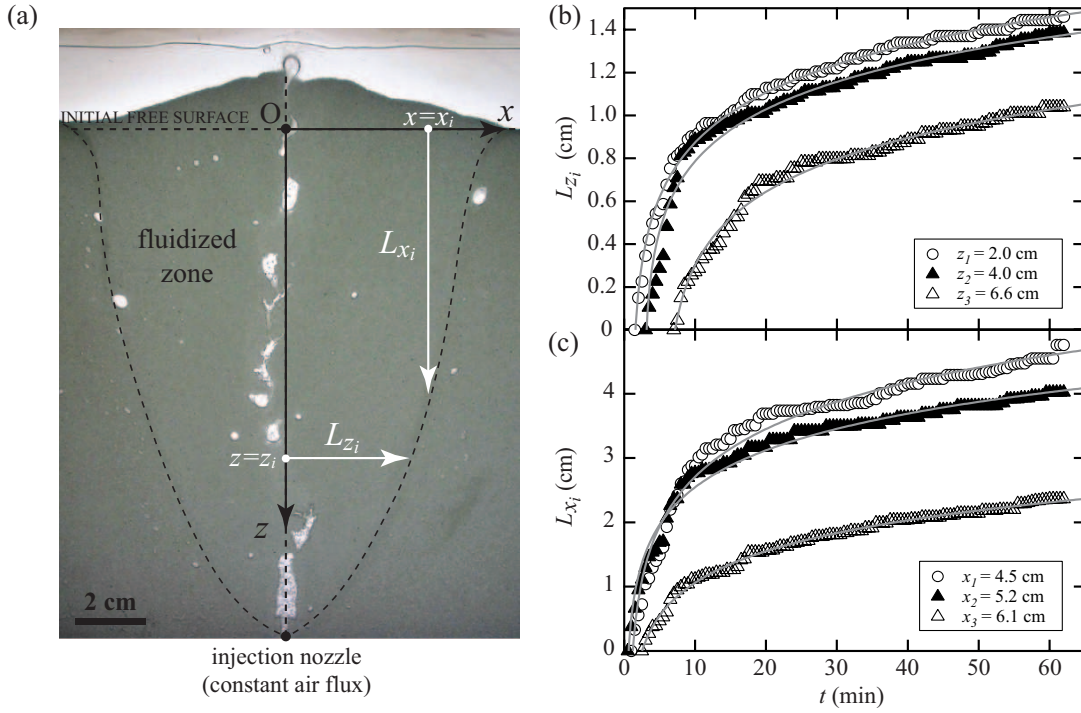 (a)
INITIAL FREE SURFACE
O
x=x_i
x
fluidized
zone
L_{x_i}
L_{z_i}
z=z_i
z
2 cm
injection nozzle
(constant air flux)
(b)
1.4
1.2
1.0
0.8
0.6
0.4
0.2
0
L_{z_i} (cm)
z_1 = 2.0 cm
z_2 = 4.0 cm
z_3 = 6.6 cm
(c)
4
3
2
1
0
L_{x_i} (cm)
x_1 = 4.5 cm
x_2 = 5.2 cm
x_3 = 6.1 cm
0 10 20 30 40 50 60
t (min)